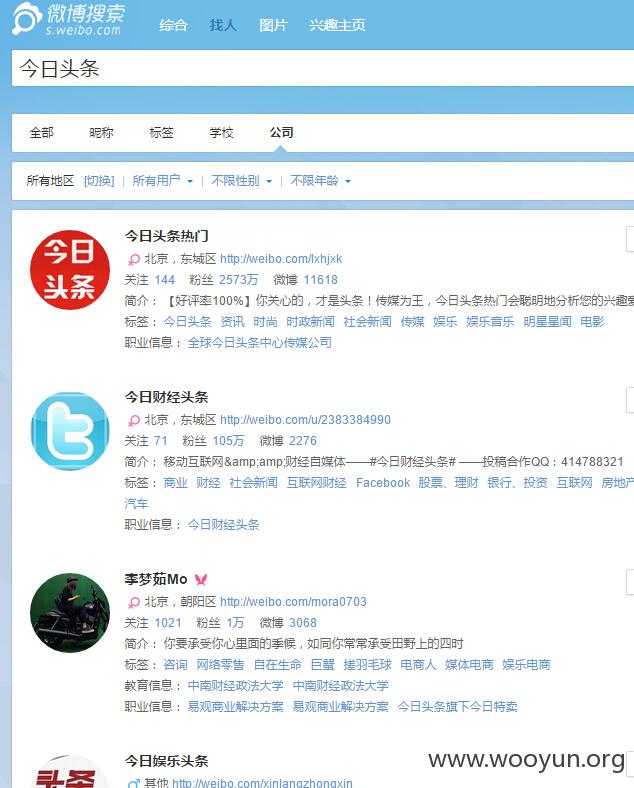 微博搜索
s.weibo.com
综合 找人 图片 兴趣主页
今日头条
全部 昵称 标签 学校 公司
所有地区 [切换] | 所有用户 | 不限性别 | 不限年龄
今日头条
今日头条热门
北京，东城区 http://weibo.com/lxhjxk
关注 144 粉丝 2573万 微博 11618
简介：【好评率100%】你关心的，才是头条！传媒为王，今日头条热门会聪明地分析您的兴趣爱
标签：今日头条 资讯 时尚 时政新闻 社会新闻 传媒 娱乐 娱乐音乐 明星星闻 电影
职业信息：全球今日头条中心传媒公司
今日财经头条
北京，东城区 http://weibo.com/u/2383384990
关注 71 粉丝 105万 微博 2276
简介：移动互联网&amp;amp;财经自媒体——#今日财经头条# ——投稿合作QQ：414788321
标签：商业 财经 社会新闻 互联网财经 Facebook 股票、理财 银行、投资 互联网 房地产
汽车
职业信息：今日财经头条
李梦茹Mo
北京，朝阳区 http://weibo.com/mora0703
关注 1021 粉丝 1万 微博 3068
简介：你要承受你心里面的季候，如同你常常承受田野上的四时
标签：咨询 网络零售 自在生命 巨蟹 搓羽毛球 电商人 媒体电商 娱乐电商
教育信息：中南财经政法大学 中南财经政法大学
职业信息：易观商业解决方案 易观商业解决方案 今日头条旗下今日特卖
头条
今日娱乐头条
其他 http://weibo.com/xinlangzhongxin
www.wooyun.org